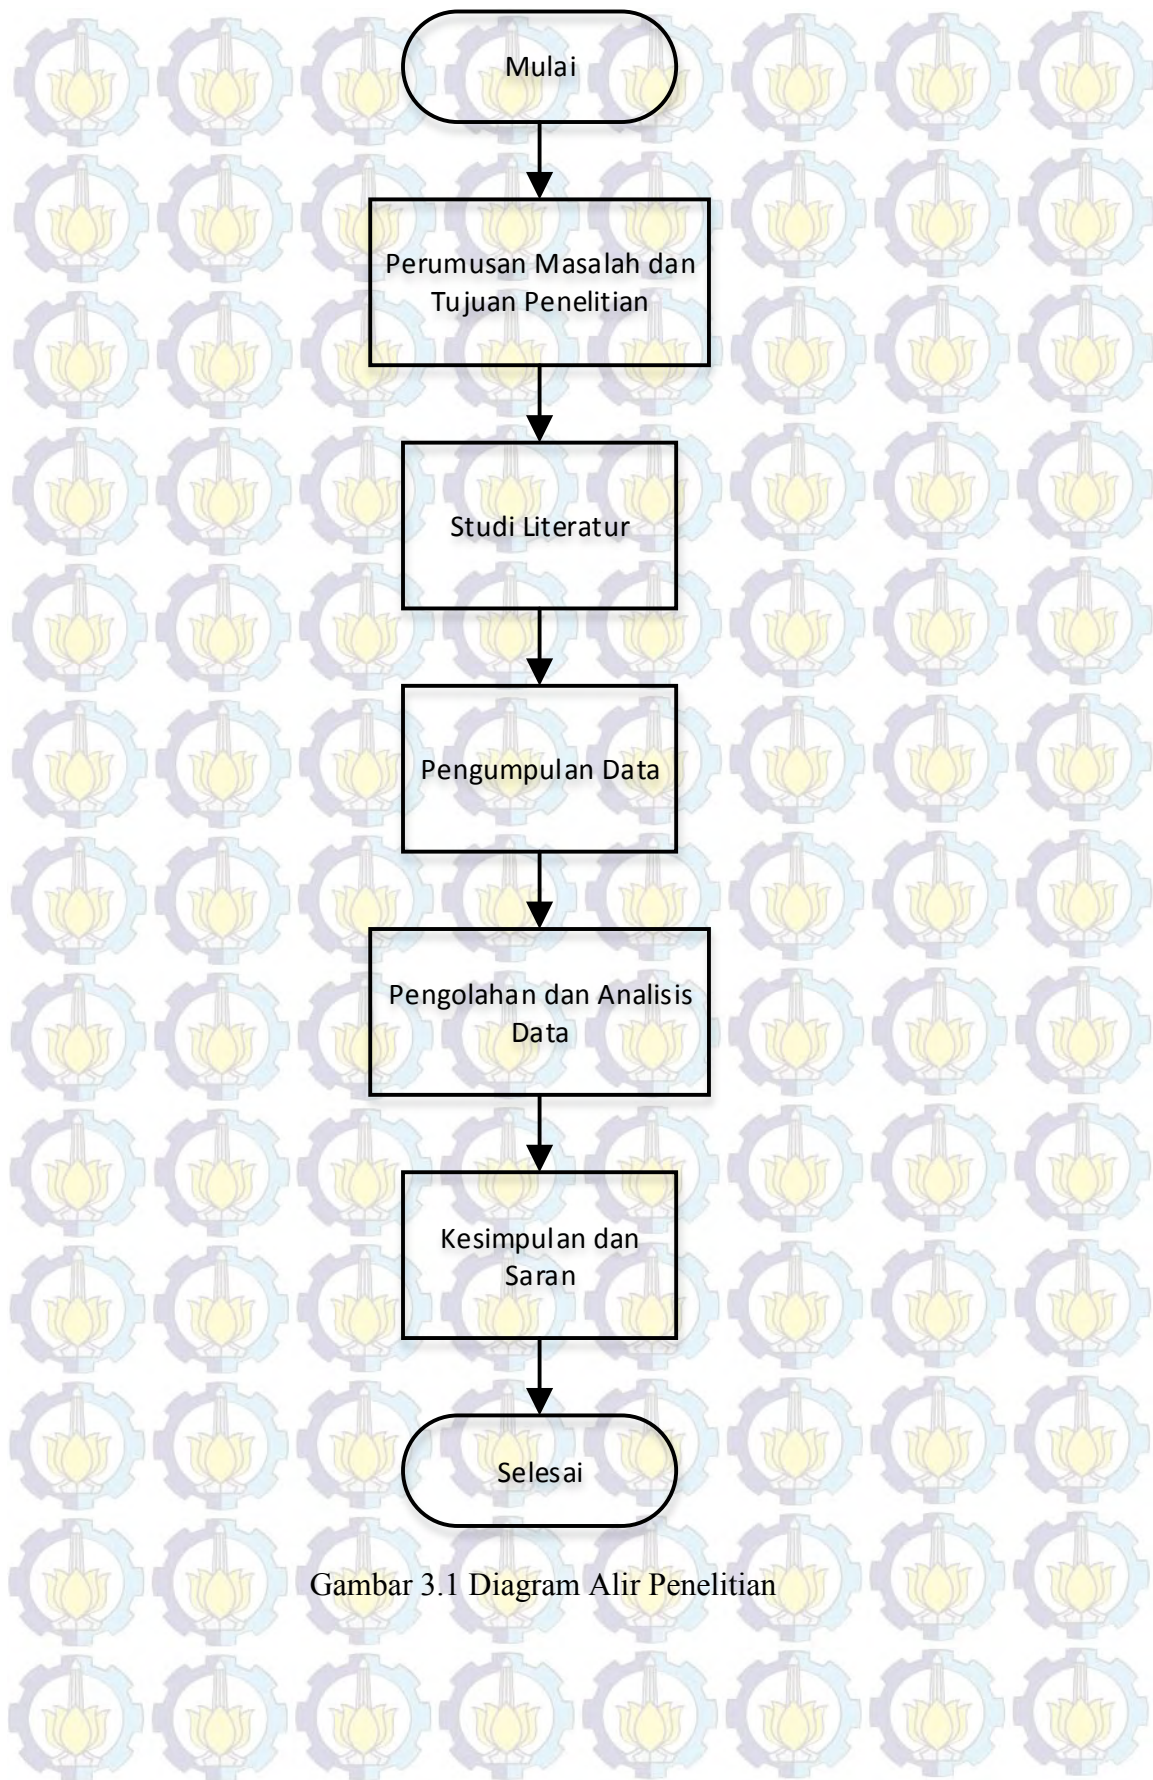 Mulai
Perumusan Masalah dan
Tujuan Penelitian
Studi Literatur
Pengumpulan Data
Pengolahan dan Analisis
Data
Kesimpulan dan
Saran
Selesai
Gambar 3.1 Diagram Alir Penelitian